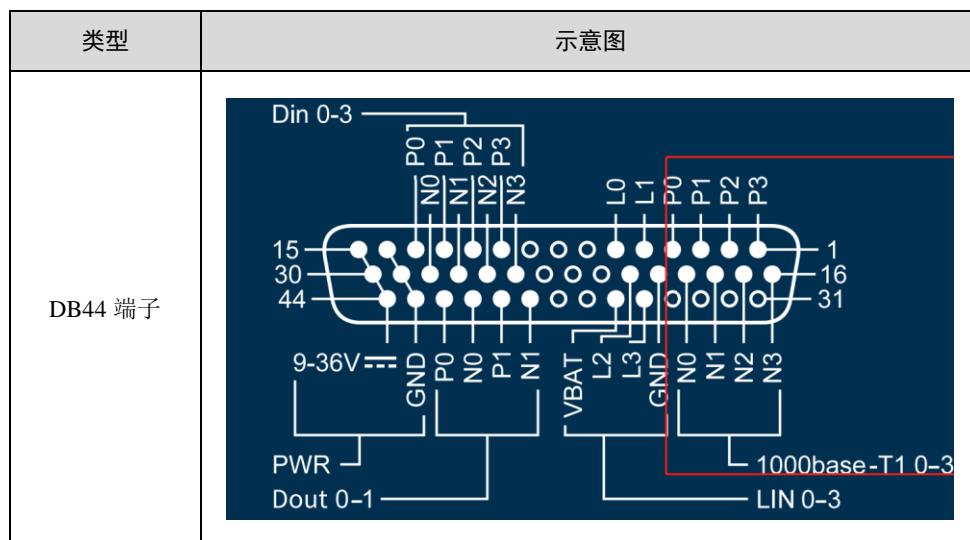 类型 示意图
DB44 端子
Din 0-3
P0 P1 P2 P3
N0 N1 N2 N3
L0 L1 P0 P1 P2 P3
15 1
30 16
44 31
9-36V GND P0 N0 P1 N1 VBAT L2 L3 GND N0 N1 N2 N3
PWR 1000base-T1 0-3
Dout 0-1 LIN 0-3